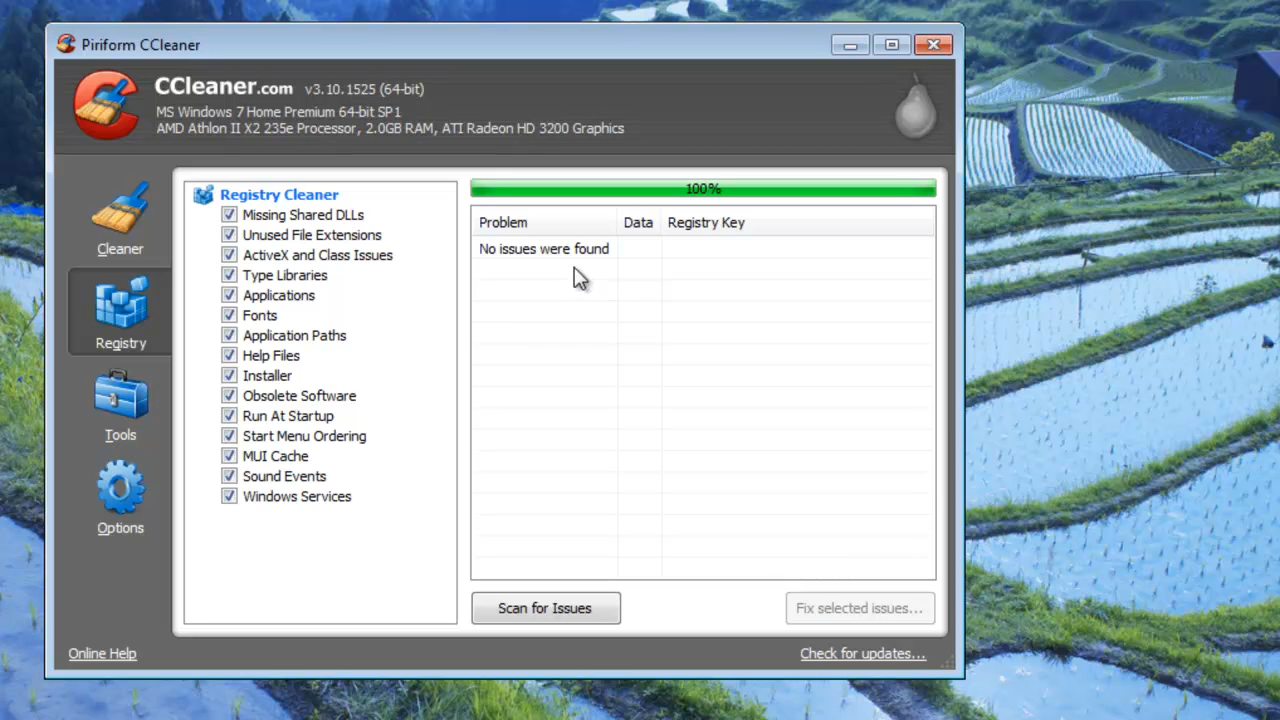 Piriform CCleaner
CCleaner.com v3.10.1525 (64-bit)
MS Windows 7 Home Premium 64-bit SP1
AMD Athlon II X2 235e Processor, 2.0GB RAM, ATI Radeon HD 3200 Graphics
Cleaner
Registry
Tools
Options
Registry Cleaner
Missing Shared DLLs
Unused File Extensions
ActiveX and Class Issues
Type Libraries
Applications
Fonts
Application Paths
Help Files
Installer
Obsolete Software
Run At Startup
Start Menu Ordering
MUI Cache
Sound Events
Windows Services
100%
Problem Data Registry Key
No issues were found
Scan for Issues Fix selected issues...
Online Help Check for updates...